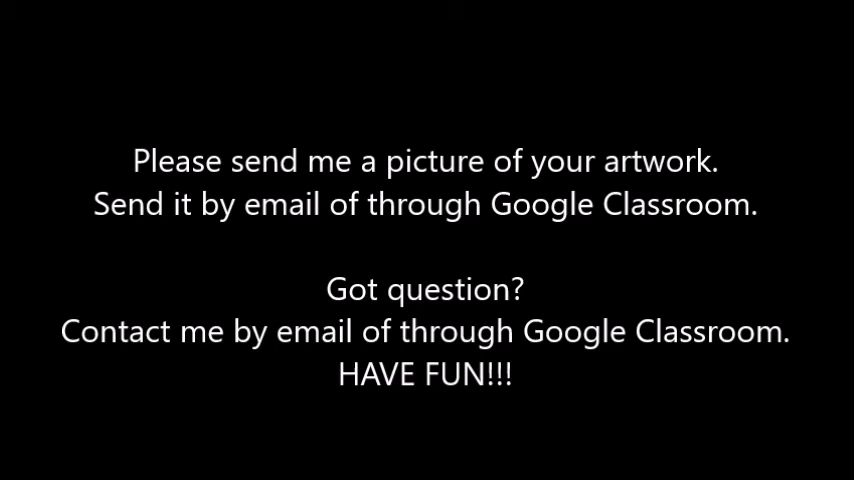 Please send me a picture of your artwork.
Send it by email of through Google Classroom.
Got question?
Contact me by email of through Google Classroom.
HAVE FUN!!!